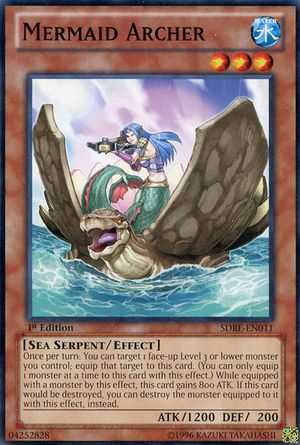 MERMAID ARCHER
WATER
水
1st Edition
SDRE-EN011
[SEA SERPENT/EFFECT]
Once per turn: You can target 1 face-up Level 3 or lower monster
you control; equip that target to this card. (You can only equip
1 monster at a time to this card with this effect.) While equipped
with a monster by this effect, this card gains 800 ATK. If this card
would be destroyed, you can destroy the monster equipped to it
with this effect, instead.
ATK/1200 DEF/ 200
04252828
©1996 KAZUKI TAKAHASHI